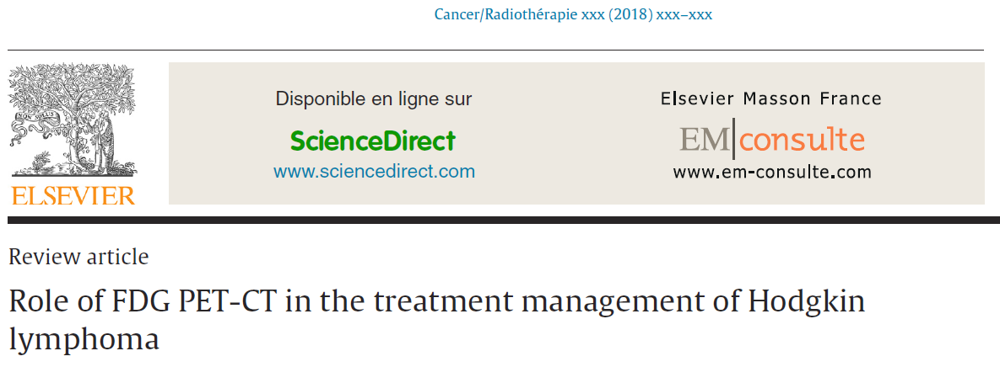 Cancer/Radiothérapie xxx (2018) xxx–xxx
Disponible en ligne sur
ScienceDirect
www.sciencedirect.com
Elsevier Masson France
EM|consulte
www.em-consulte.com
NON SOLUS
ELSEVIER
Review article
Role of FDG PET-CT in the treatment management of Hodgkin
lymphoma